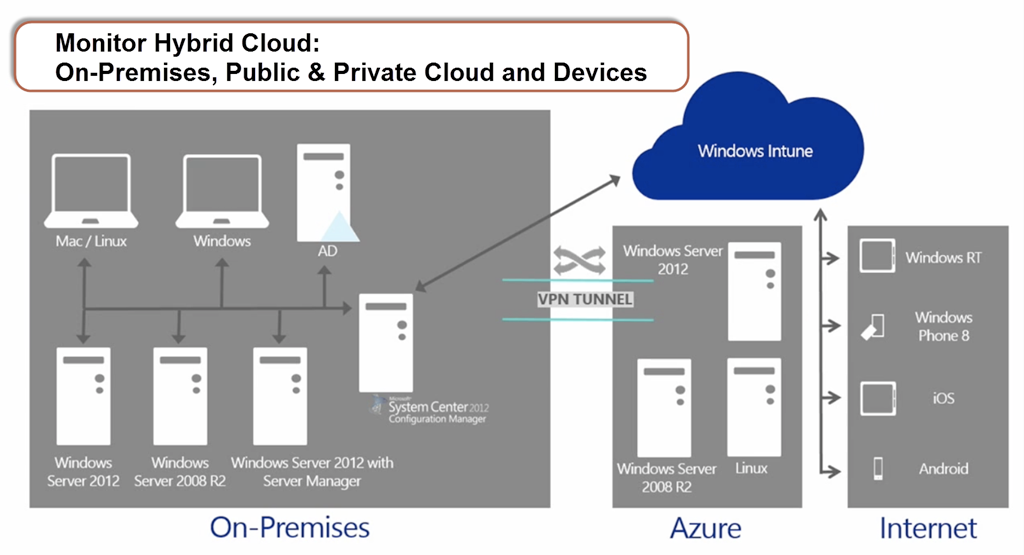 Monitor Hybrid Cloud:
On-Premises, Public & Private Cloud and Devices
Windows Intune
Mac / Linux
Windows
AD
Microsoft
System Center 2012
Configuration Manager
Windows
Server 2012
Windows
Server 2008 R2
Windows Server 2012 with
Server Manager
On-Premises
VPN TUNNEL
Windows Server
2012
Windows Server
2008 R2
Linux
Azure
Windows RT
Windows
Phone 8
iOS
Android
Internet